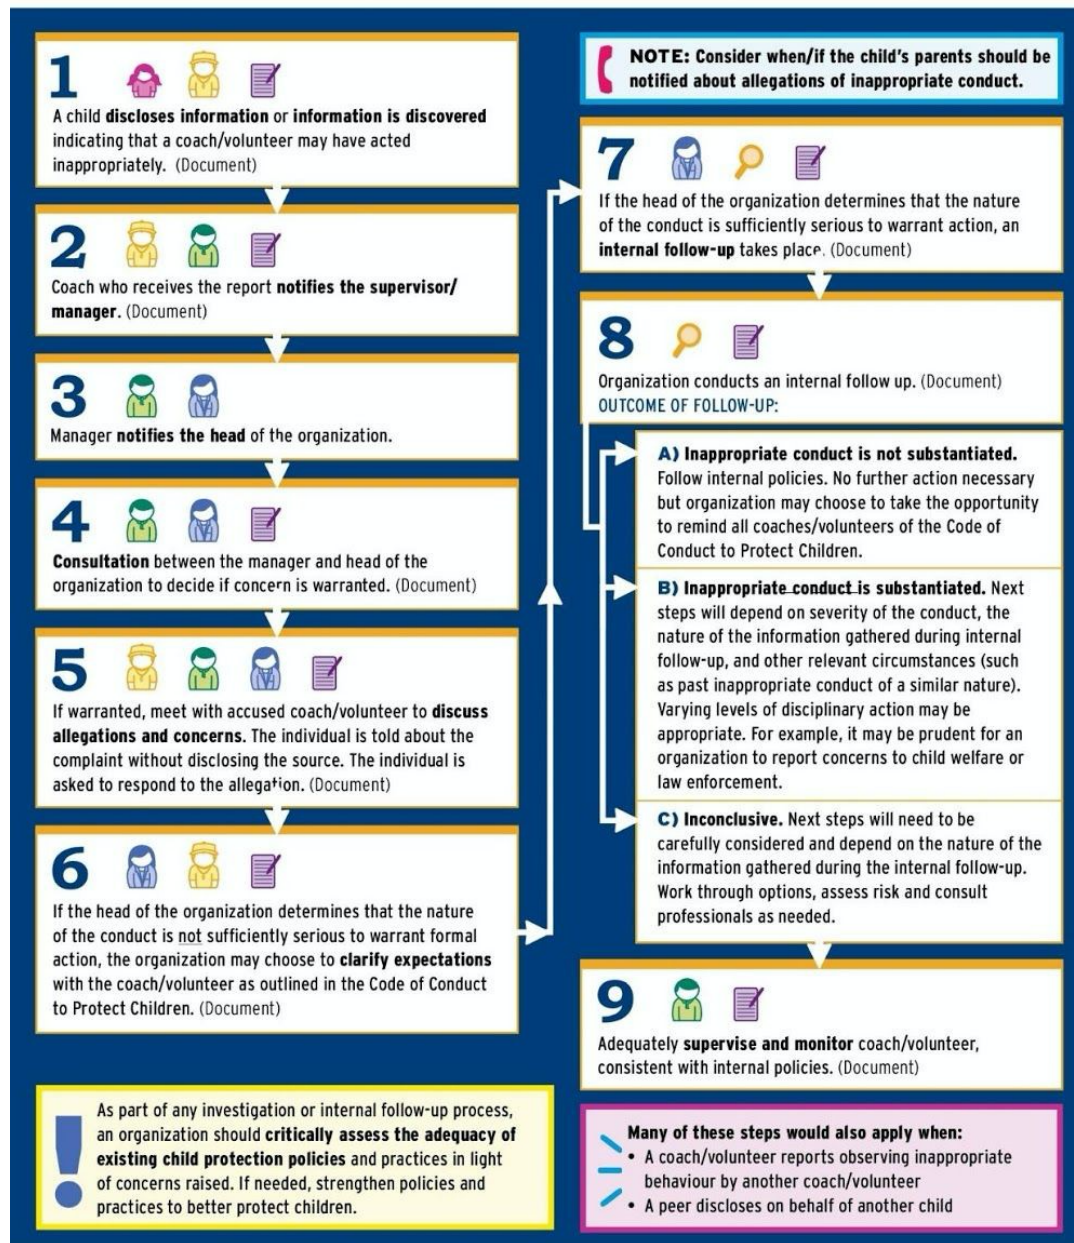 1
A child discloses information or information is discovered
indicating that a coach/volunteer may have acted
inappropriately. (Document)
2
Coach who receives the report notifies the supervisor/
manager. (Document)
3
Manager notifies the head of the organization.
4
Consultation between the manager and head of the
organization to decide if concern is warranted. (Document)
5
If warranted, meet with accused coach/volunteer to discuss
allegations and concerns. The individual is told about the
complaint without disclosing the source. The individual is
asked to respond to the allegation. (Document)
6
If the head of the organization determines that the nature
of the conduct is not sufficiently serious to warrant formal
action, the organization may choose to clarify expectations
with the coach/volunteer as outlined in the Code of Conduct
to Protect Children. (Document)
As part of any investigation or internal follow-up process,
an organization should critically assess the adequacy of
existing child protection policies and practices in light
of concerns raised. If needed, strengthen policies and
practices to better protect children.
NOTE: Consider when/if the child's parents should be
notified about allegations of inappropriate conduct.
7
If the head of the organization determines that the nature
of the conduct is sufficiently serious to warrant action, an
internal follow-up takes place. (Document)
8
Organization conducts an internal follow up. (Document)
OUTCOME OF FOLLOW-UP:
A) Inappropriate conduct is not substantiated.
Follow internal policies. No further action necessary
but organization may choose to take the opportunity
to remind all coaches/volunteers of the Code of
Conduct to Protect Children.
B) Inappropriate conduct is substantiated. Next
steps will depend on severity of the conduct, the
nature of the information gathered during internal
follow-up, and other relevant circumstances (such
as past inappropriate conduct of a similar nature).
Varying levels of disciplinary action may be
appropriate. For example, it may be prudent for an
organization to report concerns to child welfare or
law enforcement.
C) Inconclusive. Next steps will need to be
carefully considered and depend on the nature of the
information gathered during the internal follow-up.
Work through options, assess risk and consult
professionals as needed.
9
Adequately supervise and monitor coach/volunteer,
consistent with internal policies. (Document)
Many of these steps would also apply when:
• A coach/volunteer reports observing inappropriate
behaviour by another coach/volunteer
• A peer discloses on behalf of another child